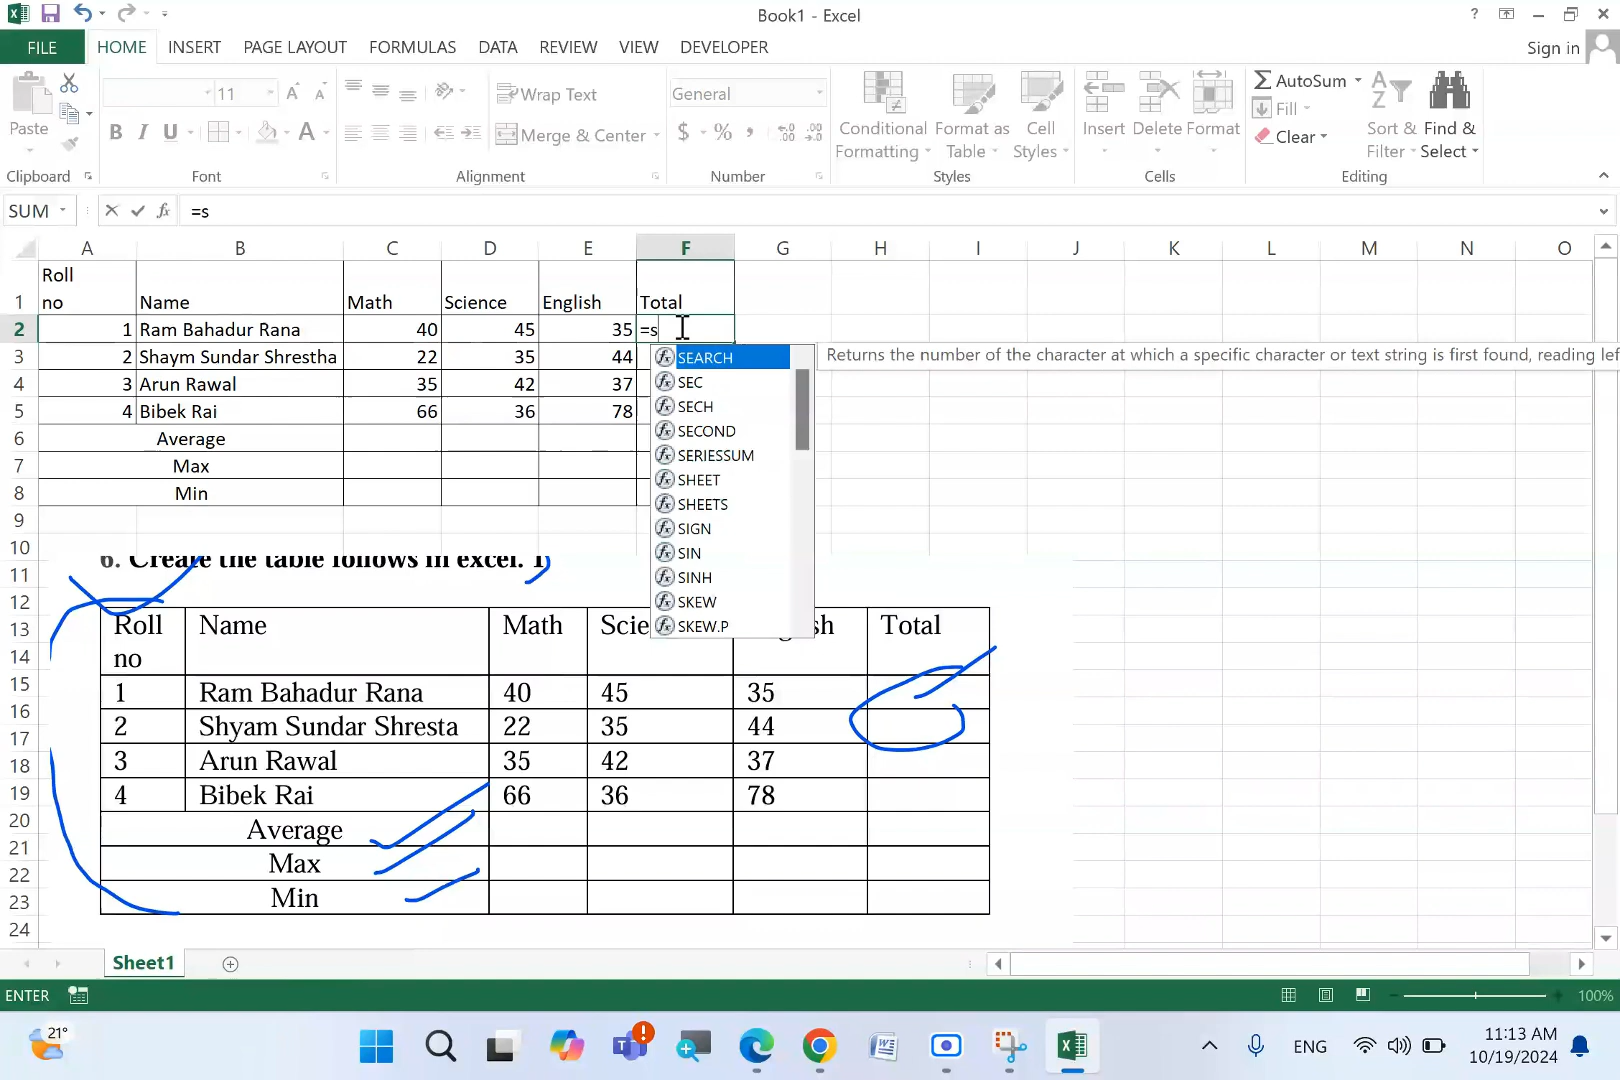 Book1 - Excel
?
FILE HOME INSERT PAGE LAYOUT FORMULAS DATA REVIEW VIEW DEVELOPER Sign in
11
Wrap Text
General
AutoSum
Paste
B I U
Merge & Center
$ %
Conditional Formatting
Format as Table
Cell Styles
Insert Delete Format
Fill
Clear
Sort & Filter
Find & Select
Clipboard Font Alignment Number Styles Cells Editing
SUM fx =s
A B C D E F G H I J K L M N O
Roll
1 no Name Math Science English Total
2 1 Ram Bahadur Rana 40 45 35 =s
3 2 Shaym Sundar Shrestha 22 35 44
4 3 Arun Rawal 35 42 37
5 4 Bibek Rai 66 36 78
6 Average
7 Max
8 Min
9
10
11
12
13
14
15
16
17
18
19
20
21
22
23
24
SEARCH
SEC
SECH
SECOND
SERIESSUM
SHEET
SHEETS
SIGN
SIN
SINH
SKEW
SKEW.P
Returns the number of the character at which a specific character or text string is first found, reading lef
6. Create the table follows in excel.
Roll Name Math Total
no
1 Ram Bahadur Rana 40 45 35
2 Shyam Sundar Shresta 22 35 44
3 Arun Rawal 35 42 37
4 Bibek Rai 66 36 78
Average
Max
Min
Sheet1
ENTER 100%
21°
ENG
11:13 AM
10/19/2024